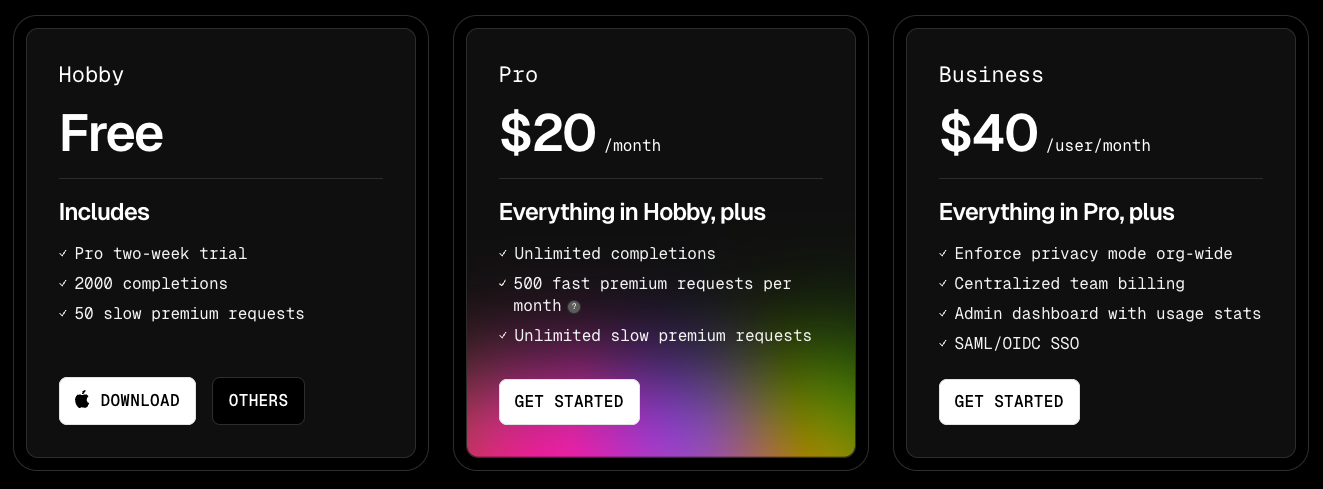 Hobby
Free
Includes
✓ Pro two-week trial
✓ 2000 completions
✓ 50 slow premium requests
DOWNLOAD
OTHERS
Pro
$20 /month
Everything in Hobby, plus
✓ Unlimited completions
✓ 500 fast premium requests per
month ?
✓ Unlimited slow premium requests
GET STARTED
Business
$40 /user/month
Everything in Pro, plus
✓ Enforce privacy mode org-wide
✓ Centralized team billing
✓ Admin dashboard with usage stats
✓ SAML/OIDC SSO
GET STARTED